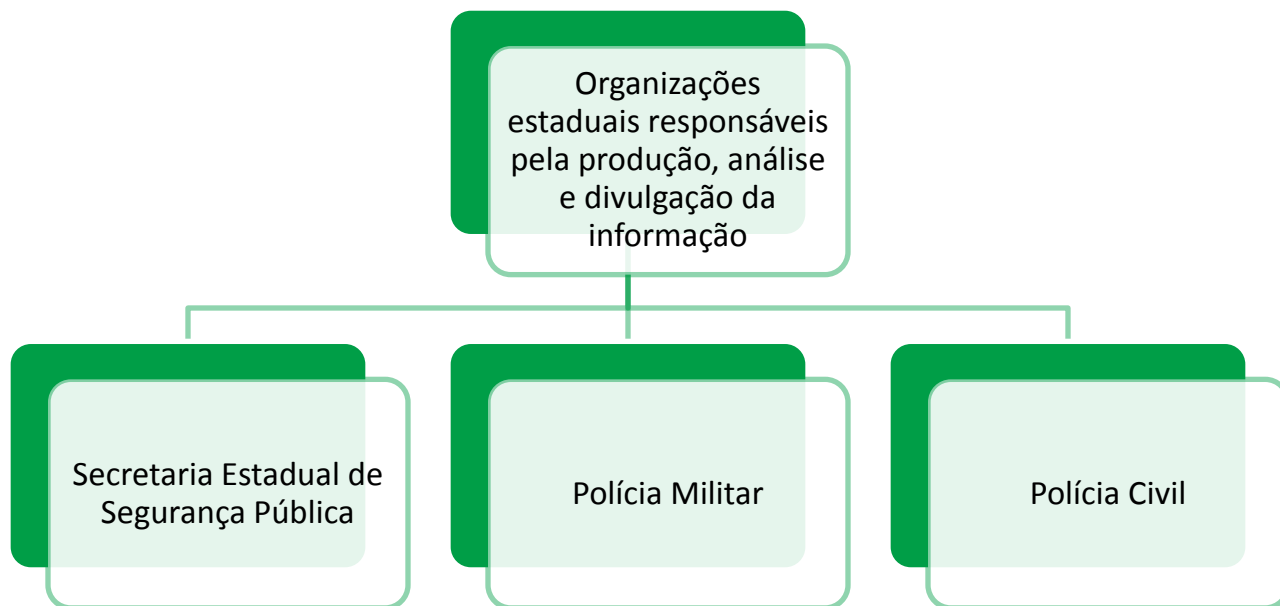 Organizações
estaduais responsáveis
pela produção, análise
e divulgação da
informação
Secretaria Estadual de
Segurança Pública
Polícia Militar
Polícia Civil